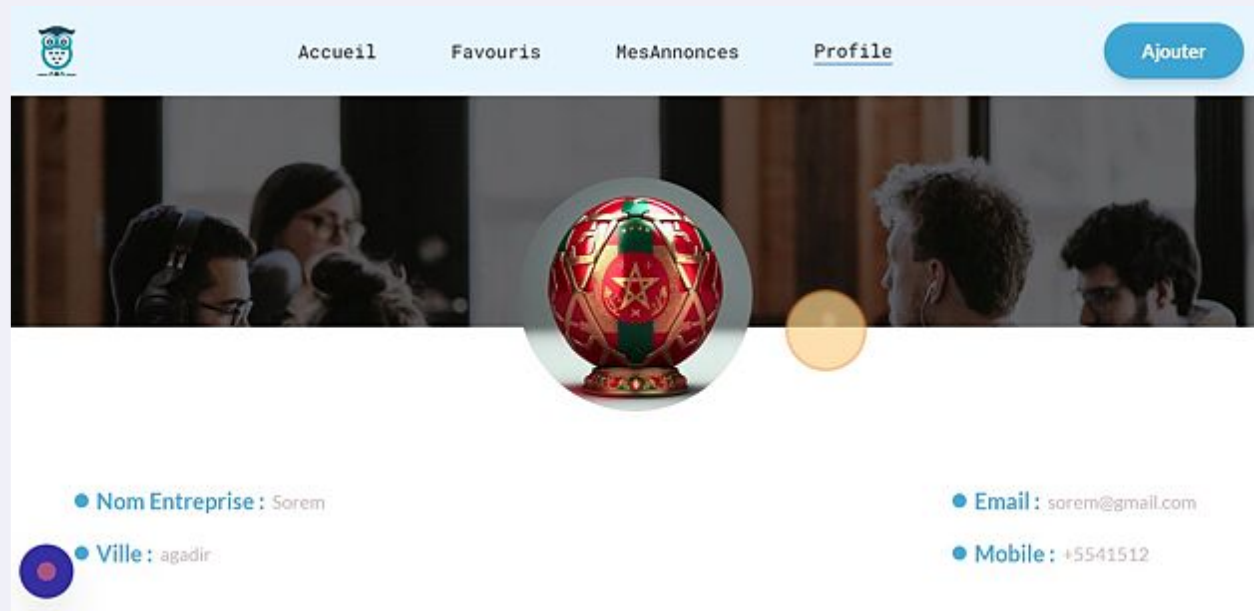 Accueil Favouris MesAnnonces Profile Ajouter
Nom Entreprise : Sorem
Email : sorem@gmail.com
Ville : agadir
Mobile : +5541512